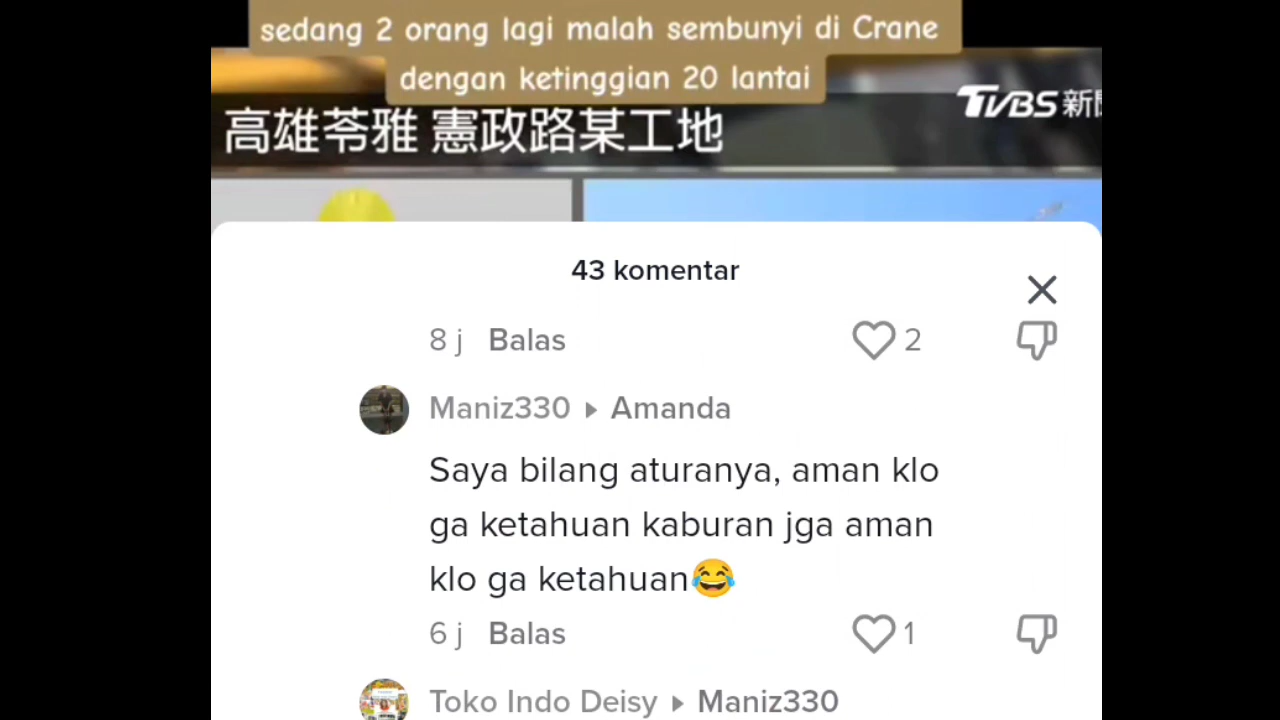 sedang 2 orang lagi malah sembunyi di Crane
dengan ketinggian 20 lantai
TVBS新聞
高雄苓雅 憲政路某工地
43 komentar
8 j Balas 2
Maniz330 Amanda
Saya bilang aturanya, aman klo
ga ketahuan kaburan jga aman
klo ga ketahuan😂
6 j Balas 1
Toko Indo Deisy Maniz330